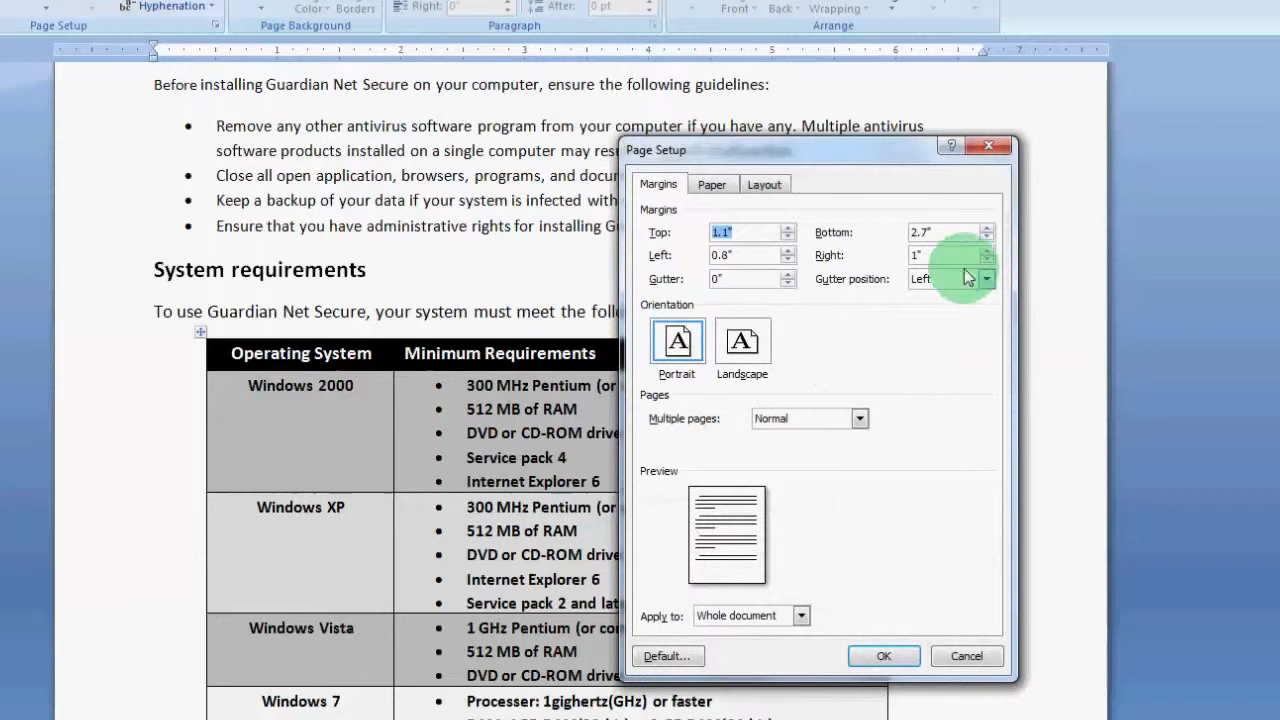 Hyphenation
Color Borders
Right: 0"
After: 0 pt
Front Back Wrapping
Page Setup
Page Background
Paragraph
Arrange
1 2 3 4 5 6 7
Before installing Guardian Net Secure on your computer, ensure the following guidelines:
• Remove any other antivirus software program from your computer if you have any. Multiple antivirus
software products installed on a single computer may
• Close all open application, browsers, programs, and
• Keep a backup of your data if your system is infected with
• Ensure that you have administrative rights for installing
System requirements
To use Guardian Net Secure, your system must meet the
Operating System Minimum Requirements
Windows 2000
• 300 MHz Pentium (or
• 512 MB of RAM
• DVD or CD-ROM drive
• Service pack 4
• Internet Explorer 6
Windows XP
• 300 MHz Pentium (or
• 512 MB of RAM
• DVD or CD-ROM drive
• Internet Explorer 6
• Service pack 2 and
Windows Vista
• 1 GHz Pentium (or
• 512 MB of RAM
• DVD or CD-ROM drive
Windows 7
• Processor: 1gighertz(GHz) or faster
Page Setup
Margins Paper Layout
Margins
Top: 1.1" Bottom: 2.7"
Left: 0.8" Right: 1"
Gutter: 0" Gutter position: Left
Orientation
A A
Portrait Landscape
Pages
Multiple pages: Normal
Preview
Apply to: Whole document
Default... OK Cancel